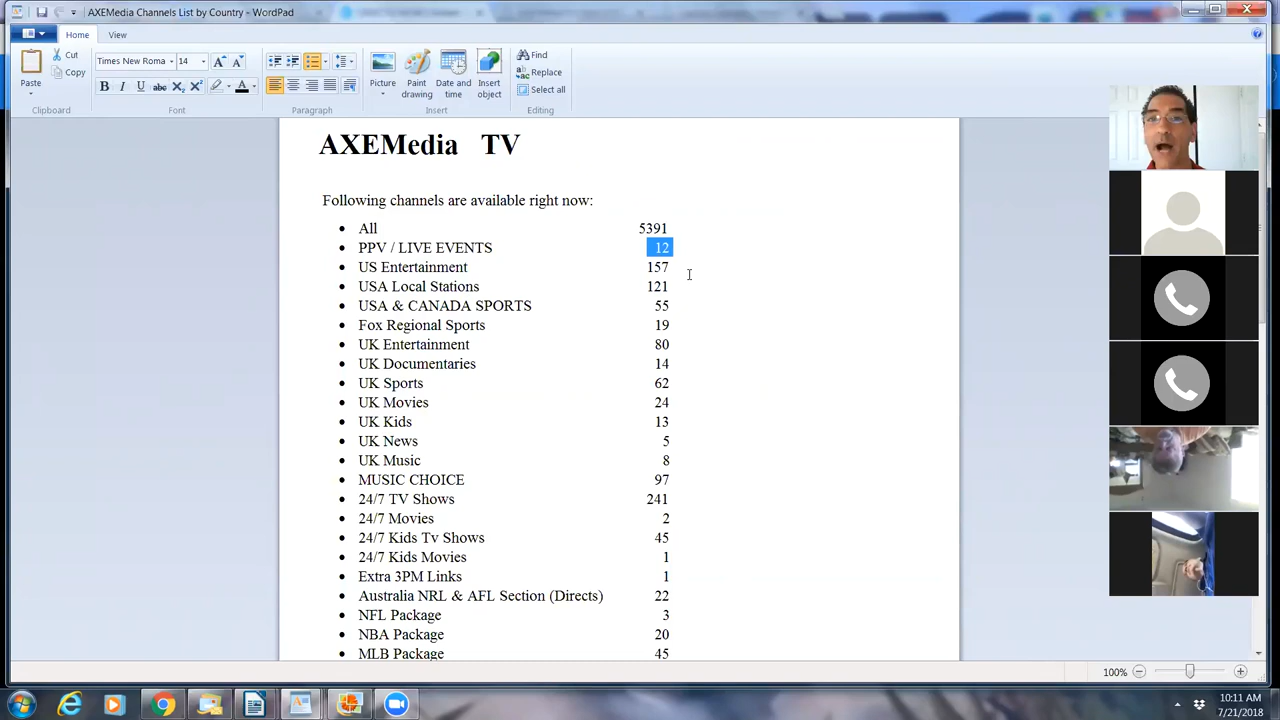 AXEMedia Channels List by Country - WordPad
Home View
Paste
Cut
Copy
Clipboard
Times New Roma 14
B I U abc X₂ X² A
Font
Paragraph
Picture
Paint drawing
Date and time
Insert object
Insert
Find
Replace
Select all
Editing
AXEMedia TV
Following channels are available right now:
• All 5391
• PPV / LIVE EVENTS 12
• US Entertainment 157
• USA Local Stations 121
• USA & CANADA SPORTS 55
• Fox Regional Sports 19
• UK Entertainment 80
• UK Documentaries 14
• UK Sports 62
• UK Movies 24
• UK Kids 13
• UK News 5
• UK Music 8
• MUSIC CHOICE 97
• 24/7 TV Shows 241
• 24/7 Movies 2
• 24/7 Kids Tv Shows 45
• 24/7 Kids Movies 1
• Extra 3PM Links 1
• Australia NRL & AFL Section (Directs) 22
• NFL Package 3
• NBA Package 20
• MLB Package 45
100%
10:11 AM
7/21/2018